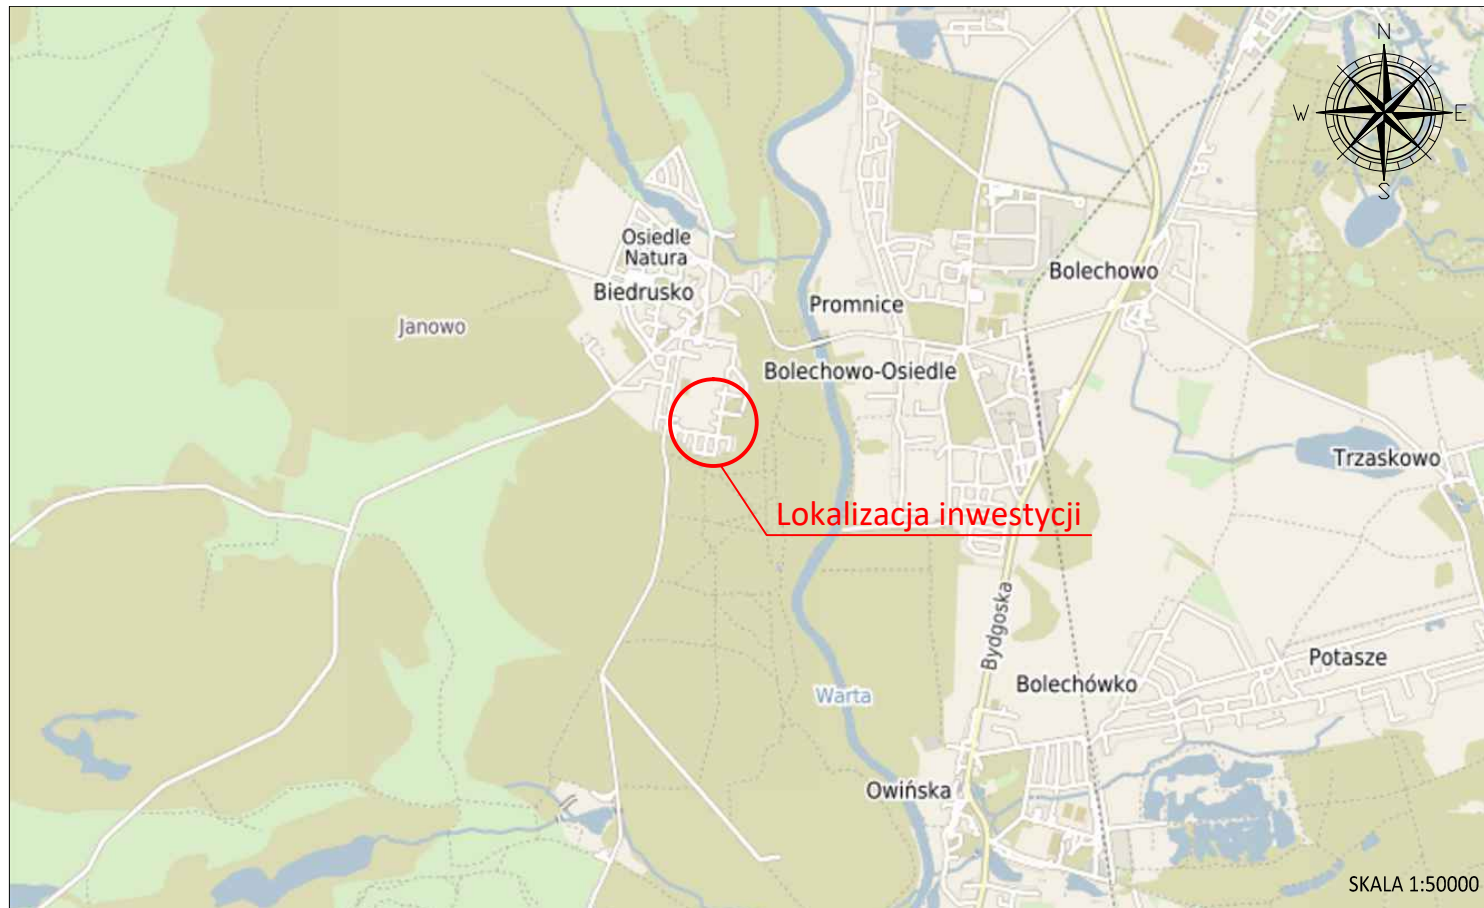 N
W
E
S
Osiedle
Natura
Biedrusko
Janowo
Promnice
Bolechowo
Bolechowo-Osiedle
Trzaskowo
Lokalizacja inwestycji
Bydgoska
Potasze
Bolechówko
Warta
Owińska
SKALA 1:50000